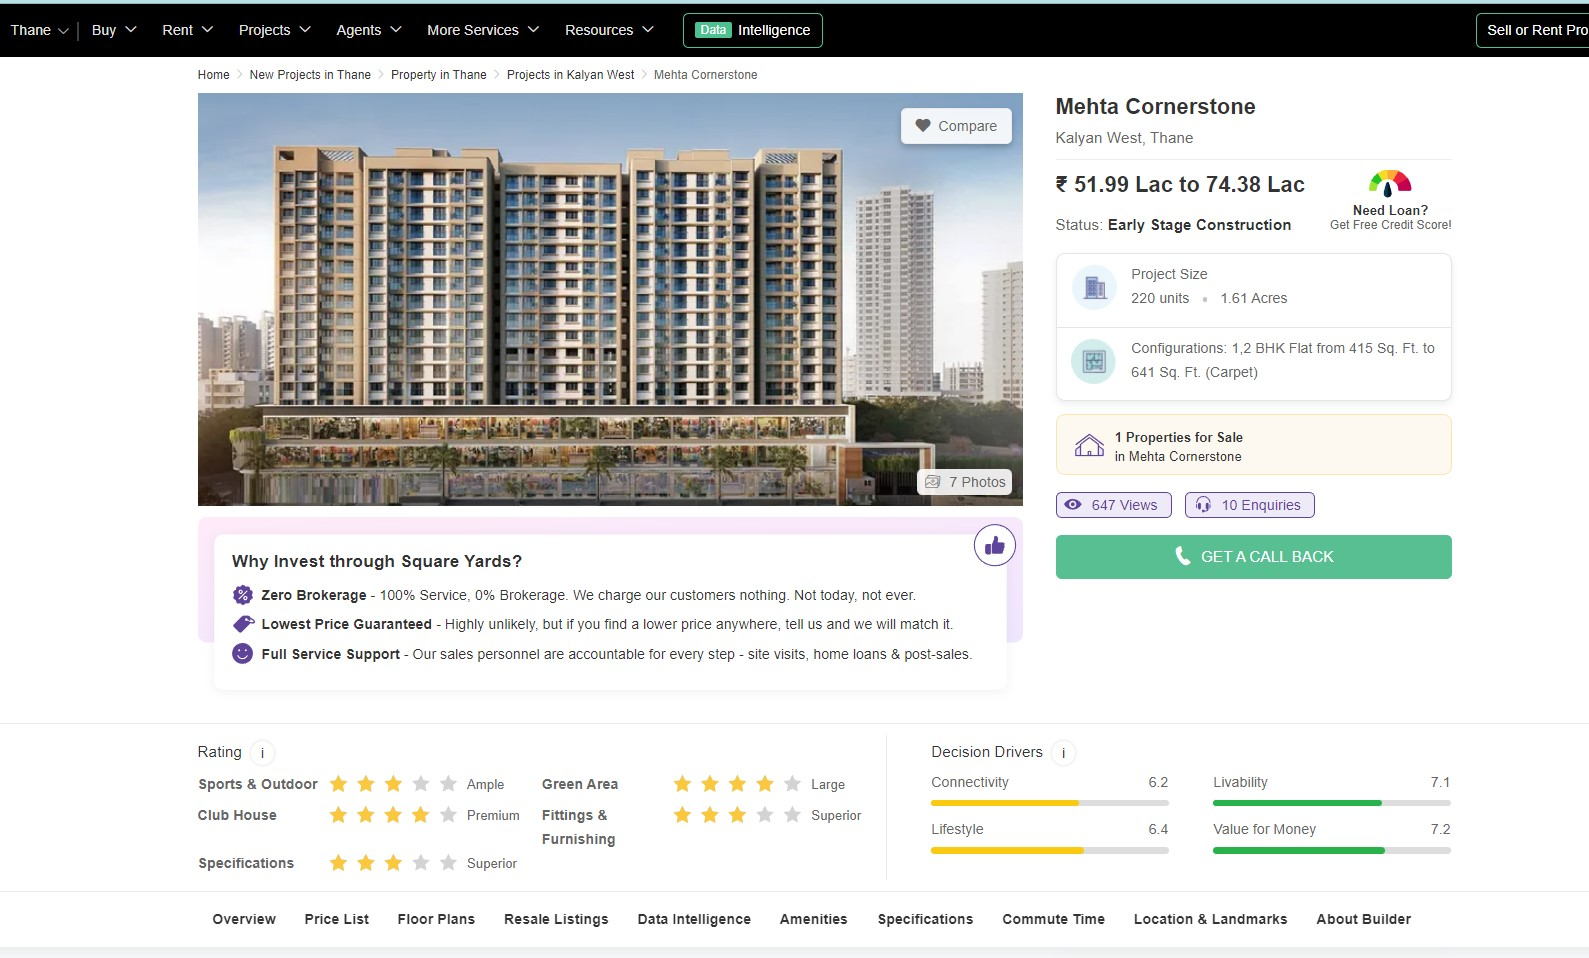 Thane Buy Rent Projects Agents More Services Resources Data Intelligence Sell or Rent Pro
Home New Projects in Thane Property in Thane Projects in Kalyan West Mehta Cornerstone
Compare
7 Photos
Mehta Cornerstone
Kalyan West, Thane
₹ 51.99 Lac to 74.38 Lac
Status: Early Stage Construction
Need Loan?
Get Free Credit Score!
Project Size
220 units 1.61 Acres
Configurations: 1,2 BHK Flat from 415 Sq. Ft. to
641 Sq. Ft. (Carpet)
1 Properties for Sale
in Mehta Cornerstone
647 Views 10 Enquiries
GET A CALL BACK
Why Invest through Square Yards?
Zero Brokerage - 100% Service, 0% Brokerage. We charge our customers nothing. Not today, not ever.
Lowest Price Guaranteed - Highly unlikely, but if you find a lower price anywhere, tell us and we will match it.
Full Service Support - Our sales personnel are accountable for every step - site visits, home loans & post-sales.
Rating i
Sports & Outdoor Ample
Green Area Large
Club House Premium
Fittings &
Furnishing Superior
Specifications Superior
Decision Drivers i
Connectivity 6.2
Livability 7.1
Lifestyle 6.4
Value for Money 7.2
Overview Price List Floor Plans Resale Listings Data Intelligence Amenities Specifications Commute Time Location & Landmarks About Builder